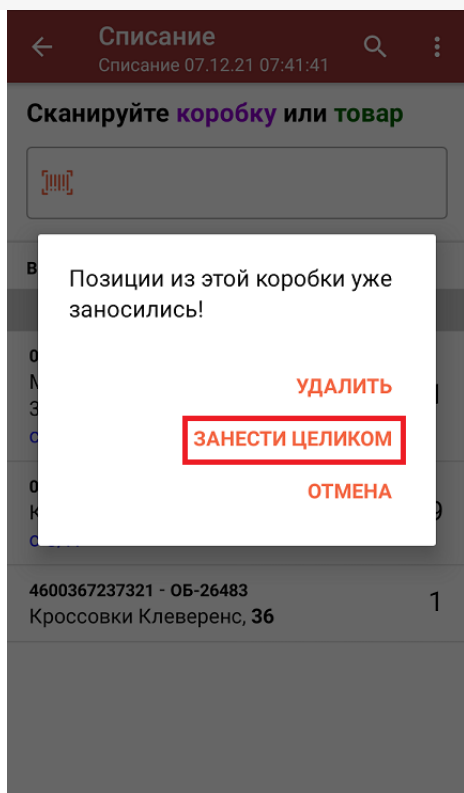 Списание
Списание 07.12.21 07:41:41
Сканируйте коробку или товар
Позиции из этой коробки уже
заносились!
УДАЛИТЬ
ЗАНЕСТИ ЦЕЛИКОМ
ОТМЕНА
4600367237321 - ОБ-26483
Кроссовки Клеверенс, 36
1